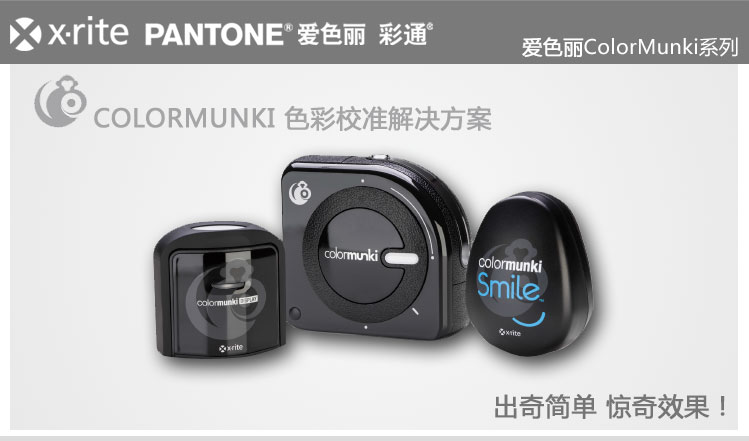 x·rite PANTONE® 爱色丽 彩通®
爱色丽ColorMunki系列
COLORMUNKI 色彩校准解决方案
colormunki DISPLAY
x·rite
colormunki
colormunki
Smile™
x·rite
出奇简单 惊奇效果！